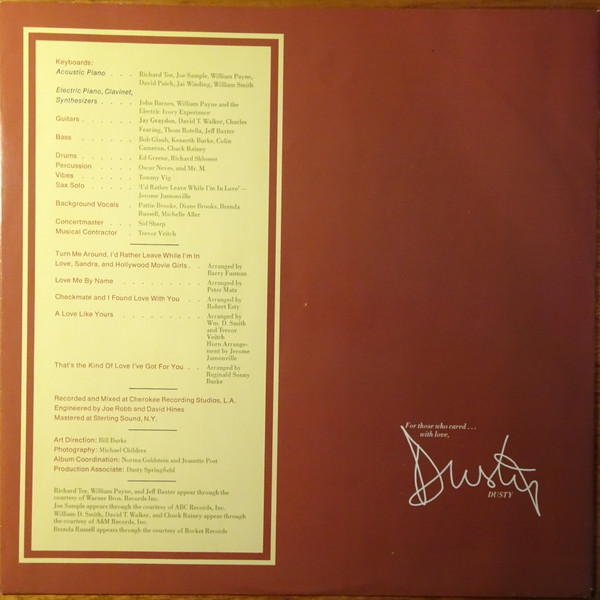 Keyboards:
Acoustic Piano . . . . Richard Tee, Joe Sample, William Payne,
David Paich, Jai Winding, William Smith
Electric Piano, Clavinet,
Synthesizers . . . . . John Barnes, William Payne and the
Electric Ivory Experience
Guitars . . . . . . . Jay Graydon, David T. Walker, Charles
Fearing, Thom Rotella, Jeff Baxter
Bass . . . . . . . . Bob Glaub, Kenneth Burke, Colin
Cameron, Chuck Rainey
Drums . . . . . . . Ed Greene, Richard Shlosser
Percussion . . . . . Oscar Neves, and Mr. M.
Vibes . . . . . . . Tommy Vig
Sax Solo . . . . . . 'I'd Rather Leave While I'm In Love' —
Jerome Jumonville
Background Vocals . Pattie Brooks, Diane Brooks, Brenda
Russell, Michelle Aller
Concertmaster . . . Sid Sharp
Musical Contractor . Trevor Veitch
Turn Me Around, I'd Rather Leave While I'm In
Love, Sandra, and Hollywood Movie Girls . . Arranged by
Barry Fasman
Love Me By Name . . . . . . . . . Arranged by
Peter Matz
Checkmate and I Found Love With You . . Arranged by
Robert Esty
A Love Like Yours . . . . . . . . . Arranged by
Wm. D. Smith
and Trevor
Veitch
Horn Arrange-
ment by Jerome
Jumonville
That's the Kind Of Love I've Got For You . . Arranged by
Reginald Sonny
Burke
Recorded and Mixed at Cherokee Recording Studios, L.A.
Engineered by Joe Robb and David Hines
Mastered at Sterling Sound, N.Y.
Art Direction: Bill Burks
Photography: Michael Childers
Album Coordination: Norma Goldstein and Jeanette Post
Production Associate: Dusty Springfield
Richard Tee, William Payne, and Jeff Baxter appear through the
courtesy of Warner Bros. Records Inc.
Joe Sample appears through the courtesy of ABC Records, Inc.
William D. Smith, David T. Walker, and Chuck Rainey appear through
the courtesy of A&M Records, Inc.
Brenda Russell appears through the courtesy of Rocket Records
For those who cared . . .
with love,
Dusty
DUSTY